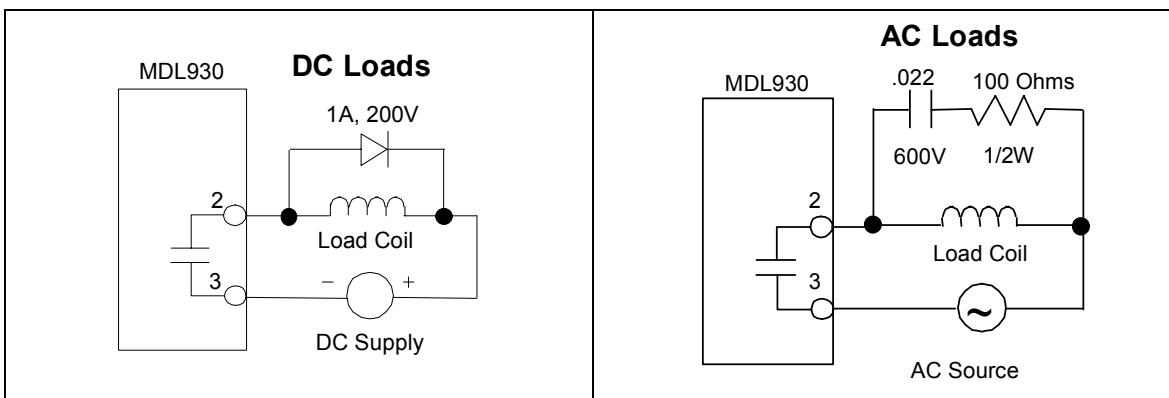 DC Loads
MDL930
1A, 200V
2
Load Coil
3
− +
DC Supply
AC Loads
MDL930
.022
100 Ohms
600V
1/2W
2
Load Coil
3
~
AC Source